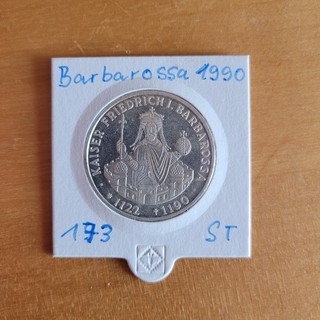 Barbarossa 1990
KAISER FRIEDRICH I. BARBAROSSA
*1122 †1190
173 ST